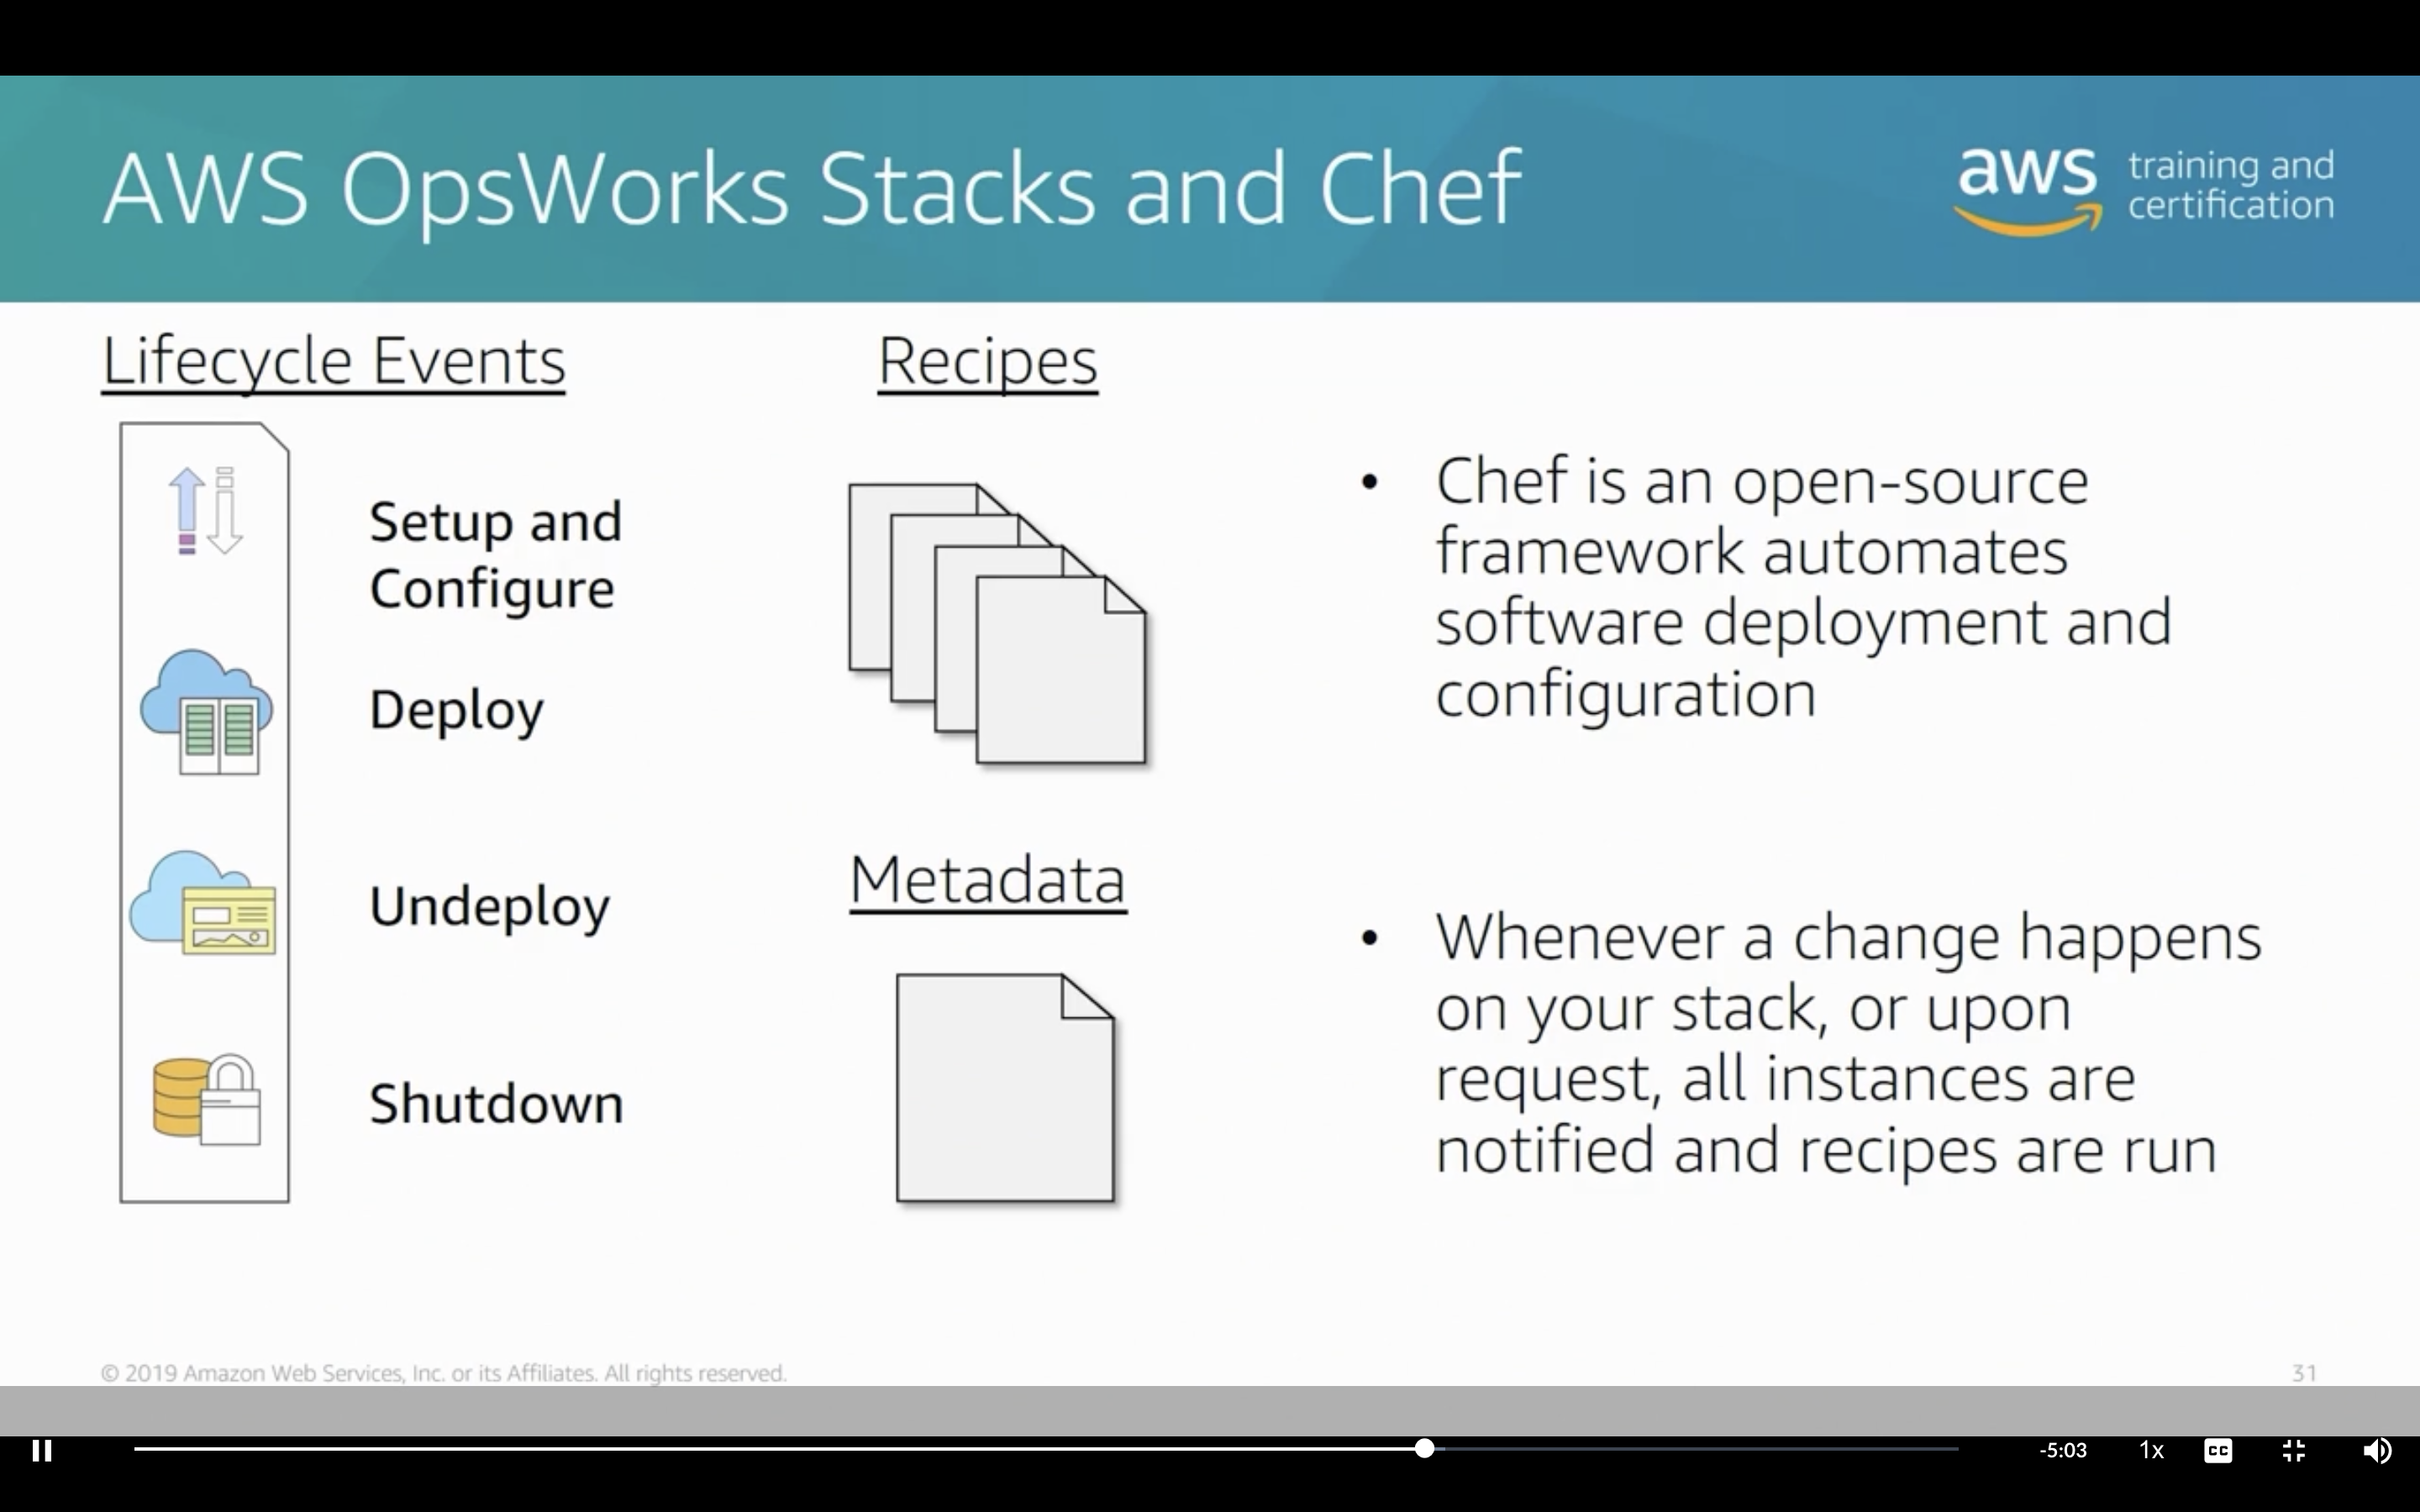 AWS OpsWorks Stacks and Chef
aws training and
certification
Lifecycle Events
Setup and
Configure
Deploy
Undeploy
Shutdown
Recipes
Metadata
• Chef is an open-source
framework automates
software deployment and
configuration
• Whenever a change happens
on your stack, or upon
request, all instances are
notified and recipes are run
© 2019 Amazon Web Services, Inc. or its Affiliates. All rights reserved.
31
-5:03
1x
CC